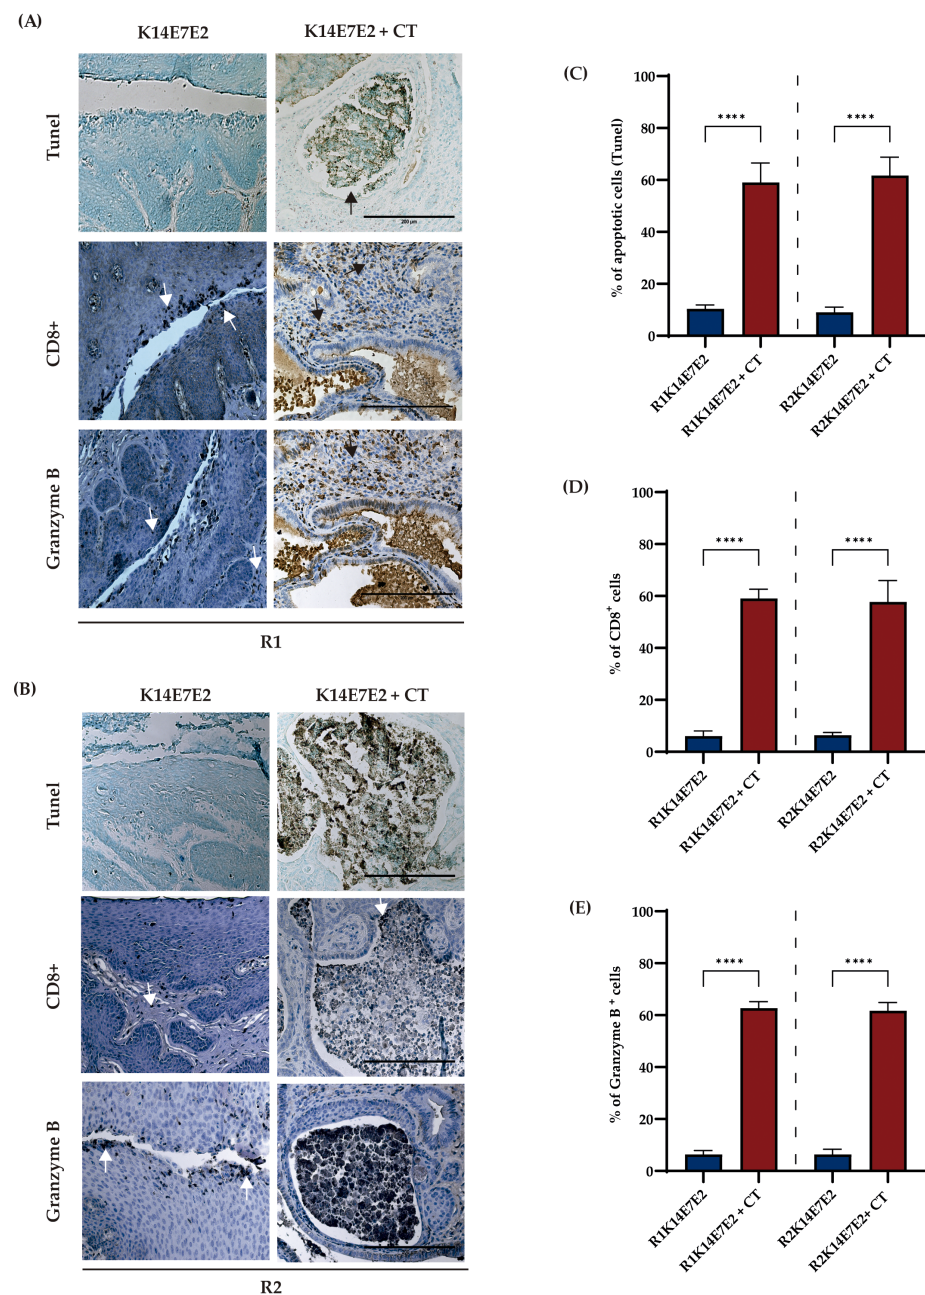 (A)
K14E7E2
K14E7E2 + CT
Tunel
200 µm
CD8+
Granzyme B
R1
(B)
K14E7E2
K14E7E2 + CT
Tunel
CD8+
Granzyme B
R2
(C)
% of apoptotic cells (Tunel)
100
80
60
40
20
0
****
****
R1K14E7E2
R1K14E7E2 + CT
R2K14E7E2
R2K14E7E2 + CT
(D)
% of CD8⁺ cells
100
80
60
40
20
0
****
****
R1K14E7E2
R1K14E7E2 + CT
R2K14E7E2
R2K14E7E2 + CT
(E)
% of Granzyme B ⁺ cells
100
80
60
40
20
0
****
****
R1K14E7E2
R1K14E7E2 + CT
R2K14E7E2
R2K14E7E2+ CT